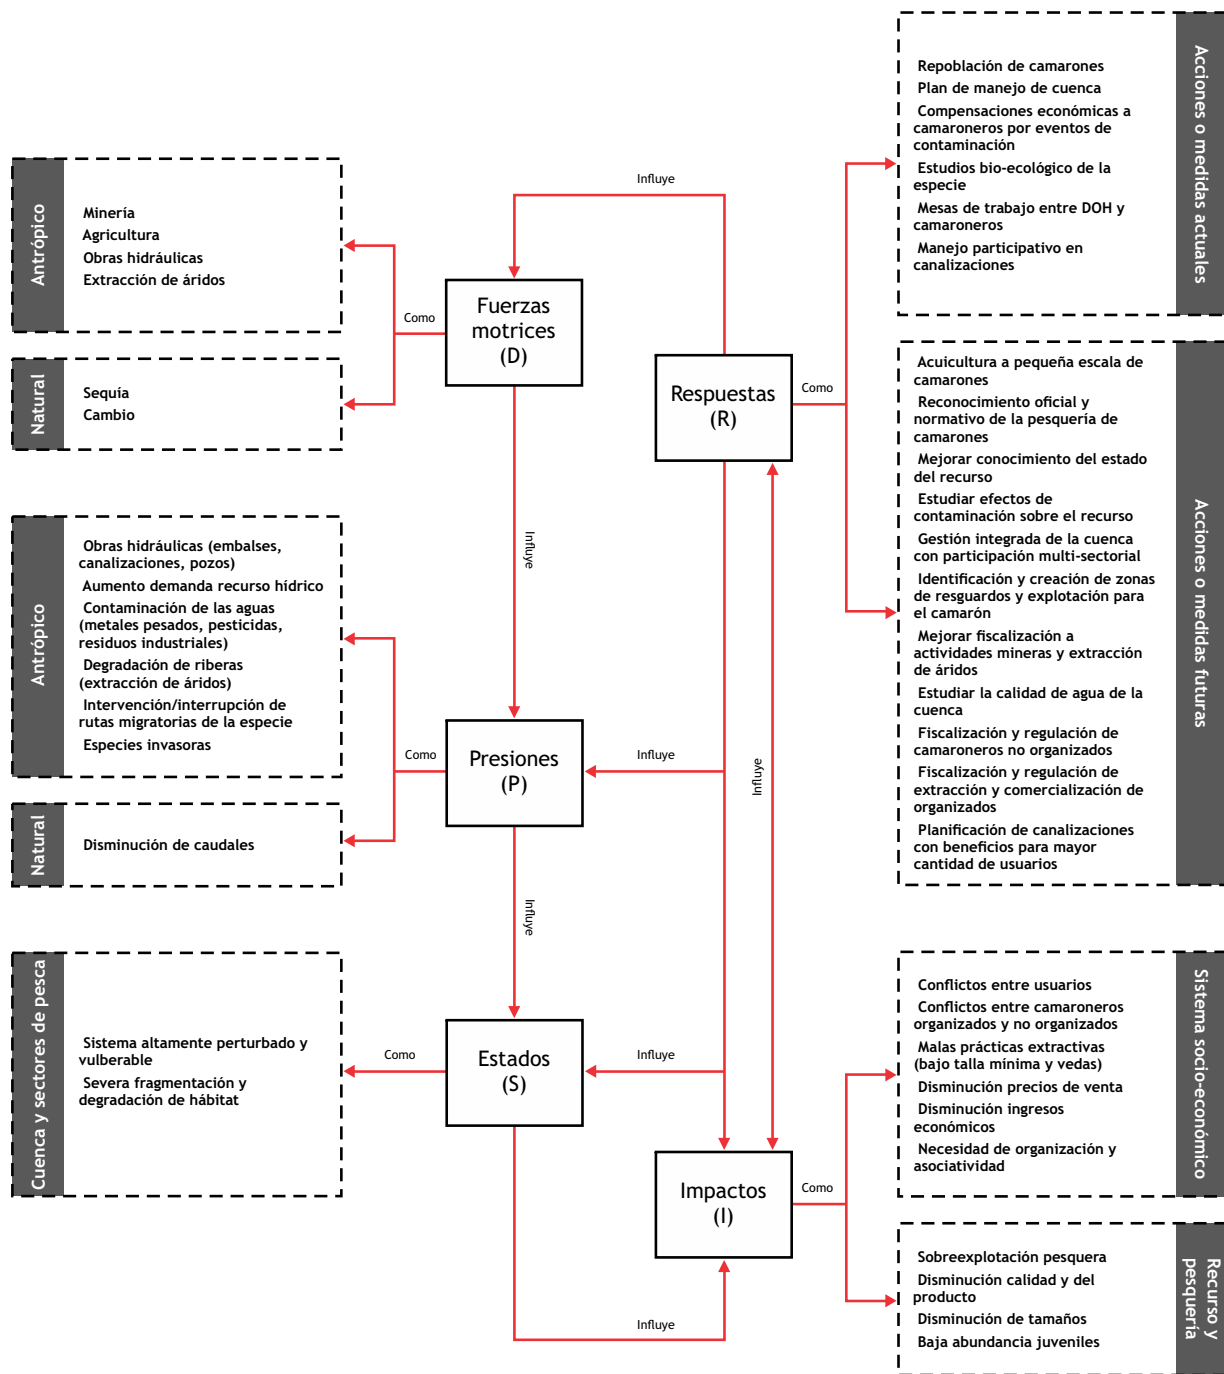 Antrópico
Minería
Agricultura
Obras hidráulicas
Extracción de áridos
Natural
Sequía
Cambio
Antrópico
Obras hidráulicas (embalses,
canalizaciones, pozos)
Aumento demanda recurso hídrico
Contaminación de las aguas
(metales pesados, pesticidas,
residuos industriales)
Degradación de riberas
(extracción de áridos)
Intervención/interrupción de
rutas migratorias de la especie
Especies invasoras
Natural
Disminución de caudales
Cuenca y sectores de pesca
Sistema altamente perturbado y
vulberable
Severa fragmentación y
degradación de hábitat
Como
Como
Como
Fuerzas
motrices
(D)
Influye
Presiones
(P)
Influye
Estados
(S)
Influye
Influye
Influye
Influye
Influye
Respuestas
(R)
Como
Impactos
(I)
Como
Repoblación de camarones
Plan de manejo de cuenca
Compensaciones económicas a
camaroneros por eventos de
contaminación
Estudios bio-ecológico de la
especie
Mesas de trabajo entre DOH y
camaroneros
Manejo participativo en
canalizaciones
Acciones o medidas actuales
Acuicultura a pequeña escala de
camarones
Reconocimiento oficial y
normativo de la pesquería de
camarones
Mejorar conocimiento del estado
del recurso
Estudiar efectos de
contaminación sobre el recurso
Gestión integrada de la cuenca
con participación multi-sectorial
Identificación y creación de zonas
de resguardos y explotación para
el camarón
Mejorar fiscalización a
actividades mineras y extracción
de áridos
Estudiar la calidad de agua de la
cuenca
Fiscalización y regulación de
camaroneros no organizados
Fiscalización y regulación de
extracción y comercialización de
organizados
Planificación de canalizaciones
con beneficios para mayor
cantidad de usuarios
Acciones o medidas futuras
Conflictos entre usuarios
Conflictos entre camaroneros
organizados y no organizados
Malas prácticas extractivas
(bajo talla mínima y vedas)
Disminución precios de venta
Disminución ingresos
económicos
Necesidad de organización y
asociatividad
Sistema socio-económico
Sobreexplotación pesquera
Disminución calidad y del
producto
Disminución de tamaños
Baja abundancia juveniles
Recurso y
pesquería